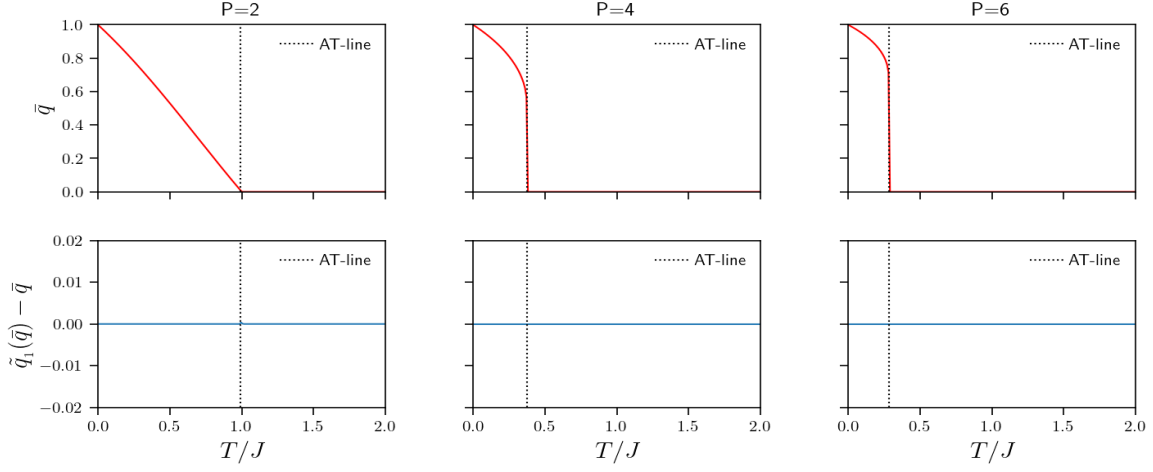 P=2
P=4
P=6
1.0
0.8
0.6
0.4
0.2
0.0
q̄
AT-line
AT-line
AT-line
0.02
0.01
0.00
−0.01
−0.02
q̃₁(q̄) − q̄
AT-line
AT-line
AT-line
0.0 0.5 1.0 1.5 2.0
0.0 0.5 1.0 1.5 2.0
0.0 0.5 1.0 1.5 2.0
T/J
T/J
T/J